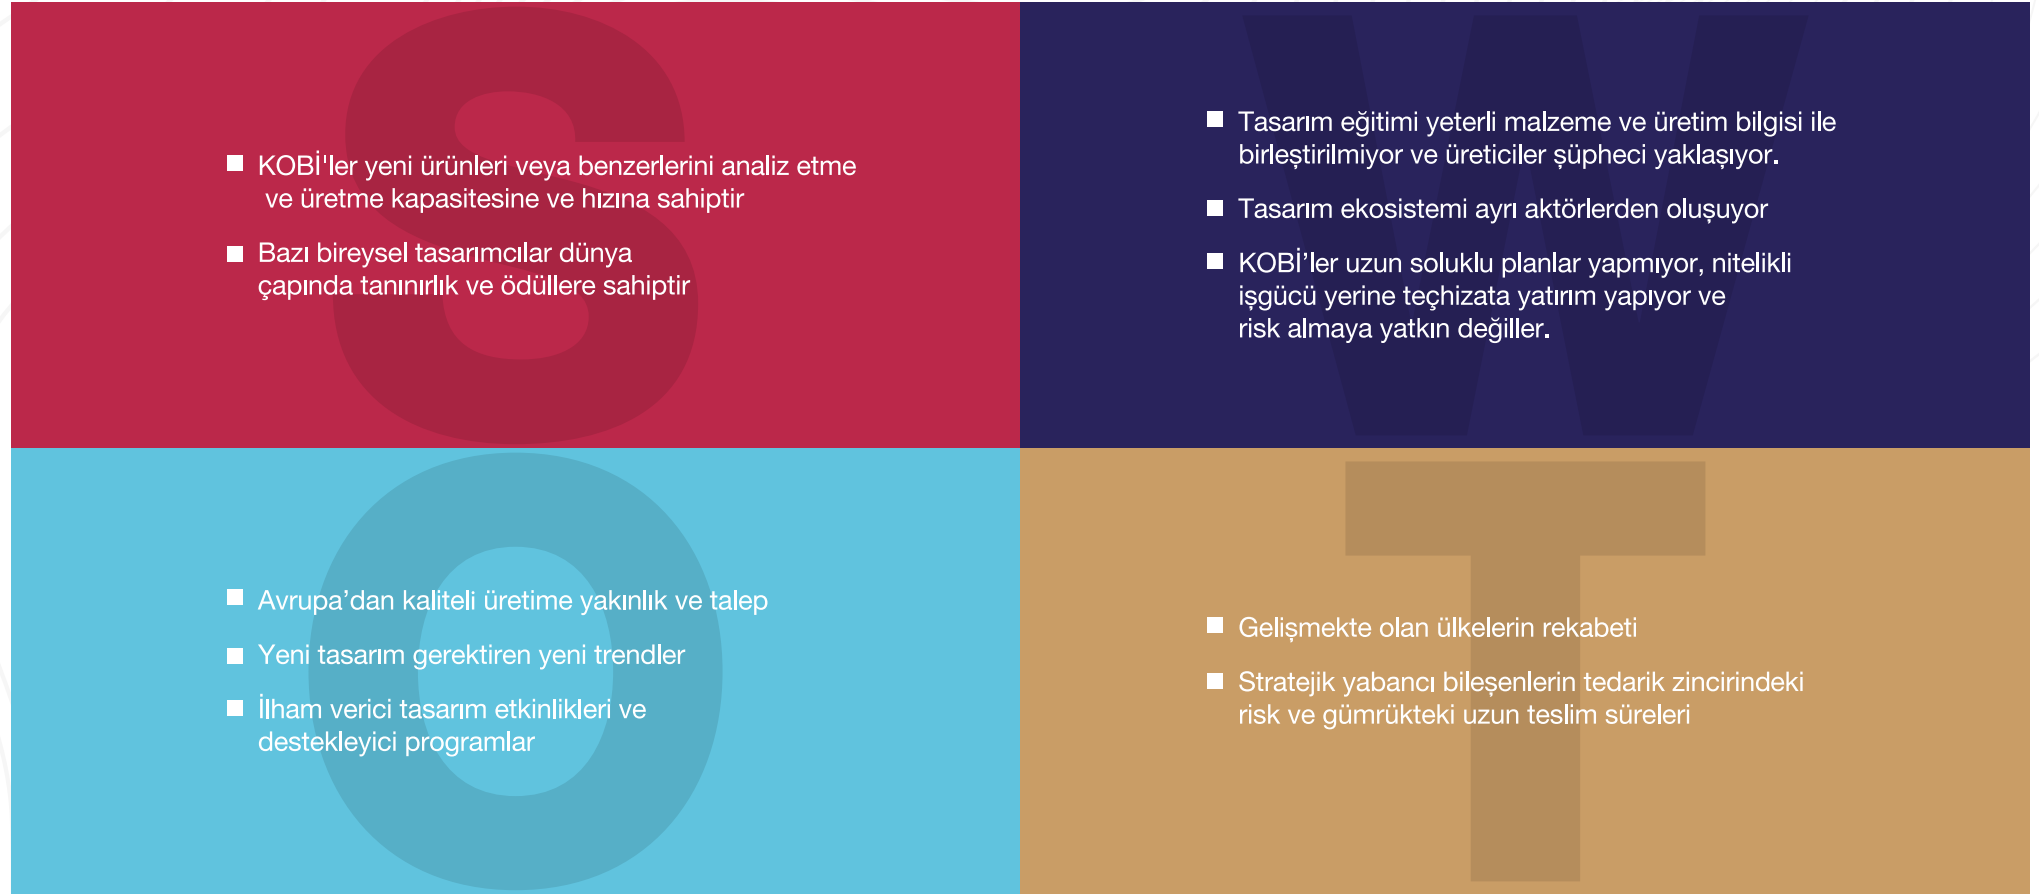 S
KOBİ'ler yeni ürünleri veya benzerlerini analiz etme
ve üretme kapasitesine ve hızına sahiptir
Bazı bireysel tasarımcılar dünya
çapında tanınırlık ve ödüllere sahiptir
W
Tasarım eğitimi yeterli malzeme ve üretim bilgisi ile
birleştirilmiyor ve üreticiler şüpheci yaklaşıyor.
Tasarım ekosistemi ayrı aktörlerden oluşuyor
KOBİ’ler uzun soluklu planlar yapmıyor, nitelikli
işgücü yerine teçhizata yatırım yapıyor ve
risk almaya yatkın değiller.
O
Avrupa’dan kaliteli üretime yakınlık ve talep
Yeni tasarım gerektiren yeni trendler
İlham verici tasarım etkinlikleri ve
destekleyici programlar
T
Gelişmekte olan ülkelerin rekabeti
Stratejik yabancı bileşenlerin tedarik zincirindeki
risk ve gümrükteki uzun teslim süreleri